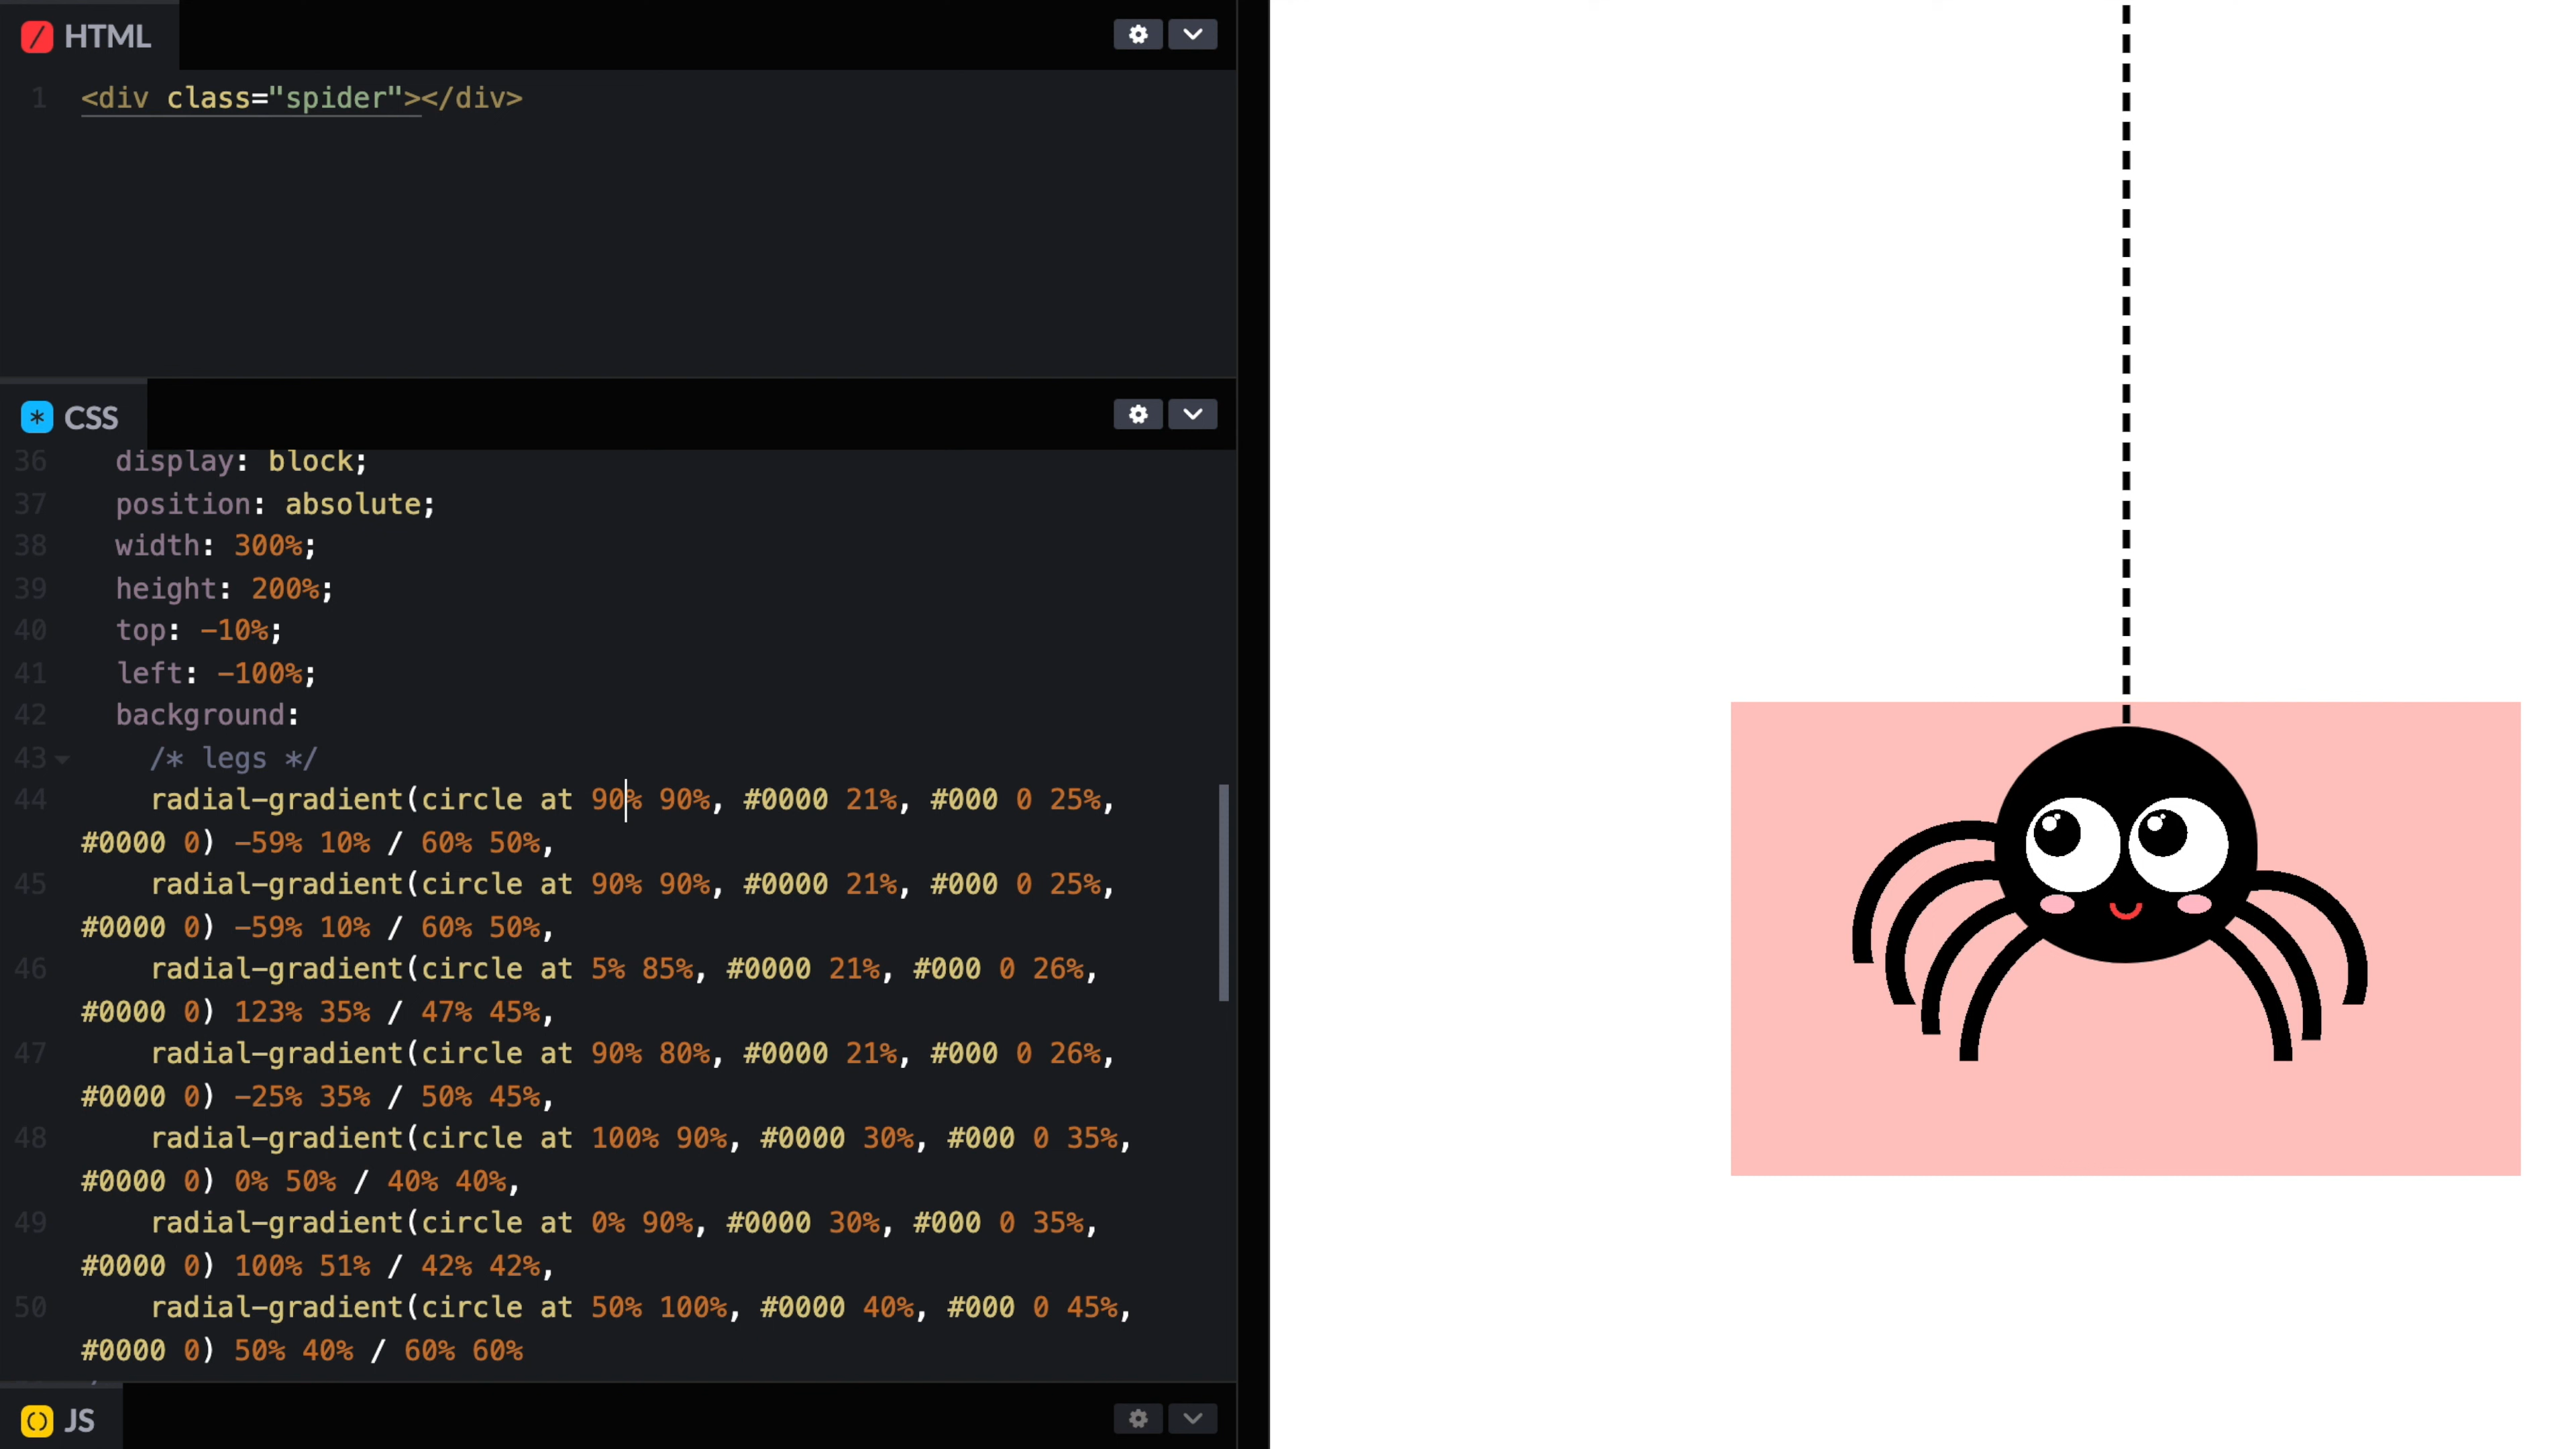 HTML
1 <div class="spider"></div>
CSS
36 display: block;
37 position: absolute;
38 width: 300%;
39 height: 200%;
40 top: -10%;
41 left: -100%;
42 background:
43 /* legs */
44 radial-gradient(circle at 90% 90%, #0000 21%, #000 0 25%,
#0000 0) -59% 10% / 60% 50%,
45 radial-gradient(circle at 90% 90%, #0000 21%, #000 0 25%,
#0000 0) -59% 10% / 60% 50%,
46 radial-gradient(circle at 5% 85%, #0000 21%, #000 0 26%,
#0000 0) 123% 35% / 47% 45%,
47 radial-gradient(circle at 90% 80%, #0000 21%, #000 0 26%,
#0000 0) -25% 35% / 50% 45%,
48 radial-gradient(circle at 100% 90%, #0000 30%, #000 0 35%,
#0000 0) 0% 50% / 40% 40%,
49 radial-gradient(circle at 0% 90%, #0000 30%, #000 0 35%,
#0000 0) 100% 51% / 42% 42%,
50 radial-gradient(circle at 50% 100%, #0000 40%, #000 0 45%,
#0000 0) 50% 40% / 60% 60%
JS